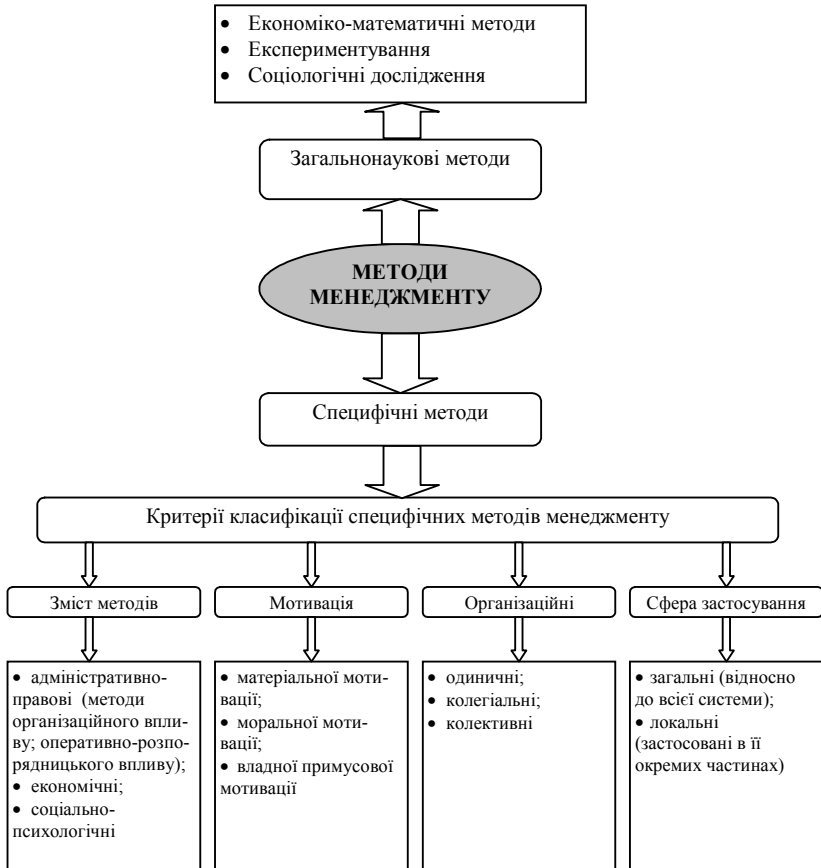 • Економіко-математичні методи
• Експериментування
• Соціологічні дослідження
Загальнонаукові методи
МЕТОДИ
МЕНЕДЖМЕНТУ
Специфічні методи
Критерії класифікації специфічних методів менеджменту
Зміст методів
Мотивація
Організаційні
Сфера застосування
• адміністративно-
правові (методи
організаційного впли-
ву; оперативно-розпо-
рядницького впливу);
• економічні;
• соціально-
психологічні
• матеріальної моти-
вації;
• моральної моти-
вації;
• владної примусової
мотивації
• одиничні;
• колегіальні;
• колективні
• загальні (відносно
до всієї системи);
• локальні
(застосовані в її
окремих частинах)